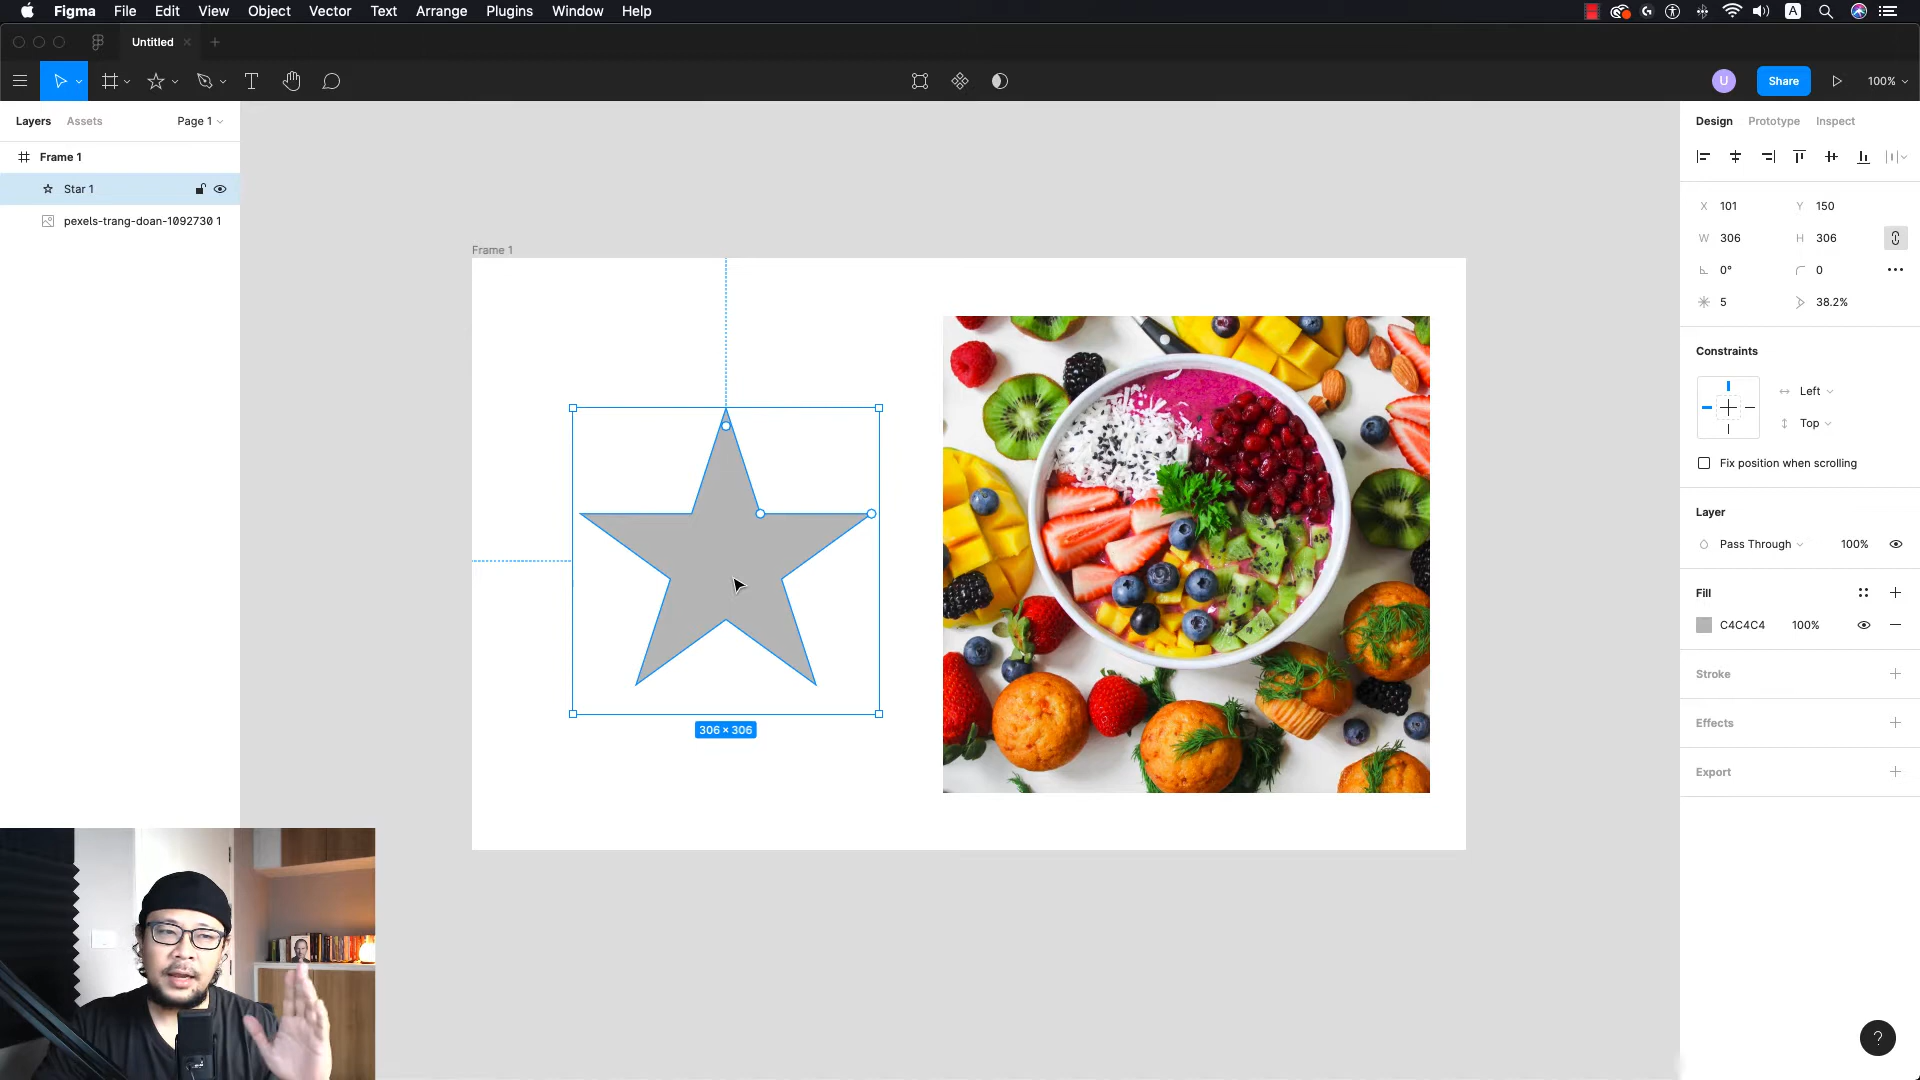 Figma File Edit View Object Vector Text Arrange Plugins Window Help A
Untitled
U Share 100%
Layers Assets Page 1
Design Prototype Inspect
Frame 1
Star 1
pexels-trang-doan-1092730 1
Frame 1
306 × 306
X 101 Y 150
W 306 H 306
0° 0
5 38.2%
Constraints
Left
Top
Fix position when scrolling
Layer
Pass Through 100%
Fill
C4C4C4 100%
Stroke
Effects
Export
?